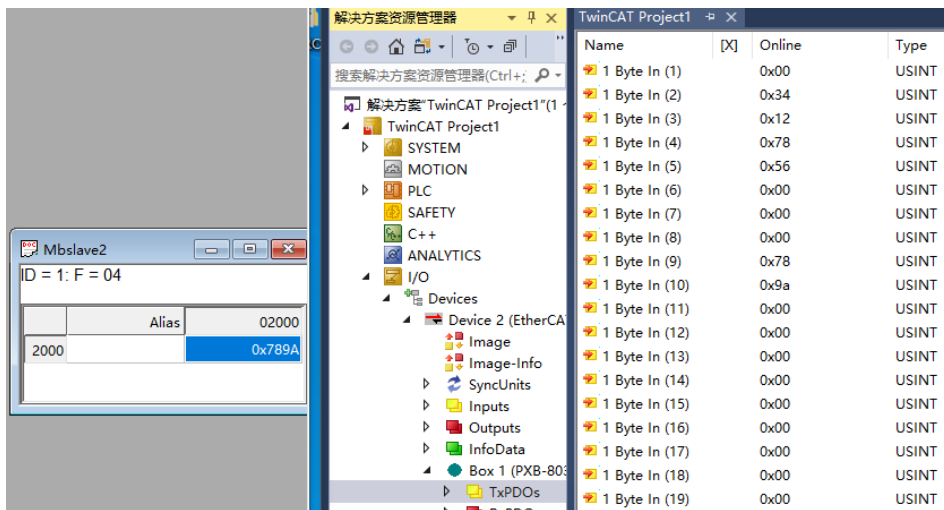 Mbslave2
ID = 1: F = 04
Alias 02000
2000 0x789A
解决方案资源管理器
搜索解决方案资源管理器(Ctrl+;
解决方案"TwinCAT Project1"(1
TwinCAT Project1
SYSTEM
MOTION
PLC
SAFETY
C++
ANALYTICS
I/O
Devices
Device 2 (EtherCA
Image
Image-Info
SyncUnits
Inputs
Outputs
InfoData
Box 1 (PXB-803
TxPDOs
TwinCAT Project1
Name [X] Online Type
1 Byte In (1) 0x00 USINT
1 Byte In (2) 0x34 USINT
1 Byte In (3) 0x12 USINT
1 Byte In (4) 0x78 USINT
1 Byte In (5) 0x56 USINT
1 Byte In (6) 0x00 USINT
1 Byte In (7) 0x00 USINT
1 Byte In (8) 0x00 USINT
1 Byte In (9) 0x78 USINT
1 Byte In (10) 0x9a USINT
1 Byte In (11) 0x00 USINT
1 Byte In (12) 0x00 USINT
1 Byte In (13) 0x00 USINT
1 Byte In (14) 0x00 USINT
1 Byte In (15) 0x00 USINT
1 Byte In (16) 0x00 USINT
1 Byte In (17) 0x00 USINT
1 Byte In (18) 0x00 USINT
1 Byte In (19) 0x00 USINT